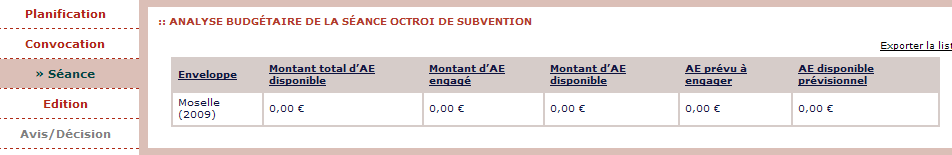 Planification
Convocation
» Séance
Edition
Avis/Décision
:: ANALYSE BUDGÉTAIRE DE LA SÉANCE OCTROI DE SUBVENTION
Exporter la list
Enveloppe
Montant total d'AE
disponible
Montant d'AE
engagé
Montant d'AE
disponible
AE prévu à
engager
AE disponible
prévisionnel
Moselle
(2009)
0,00 €
0,00 €
0,00 €
0,00 €
0,00 €